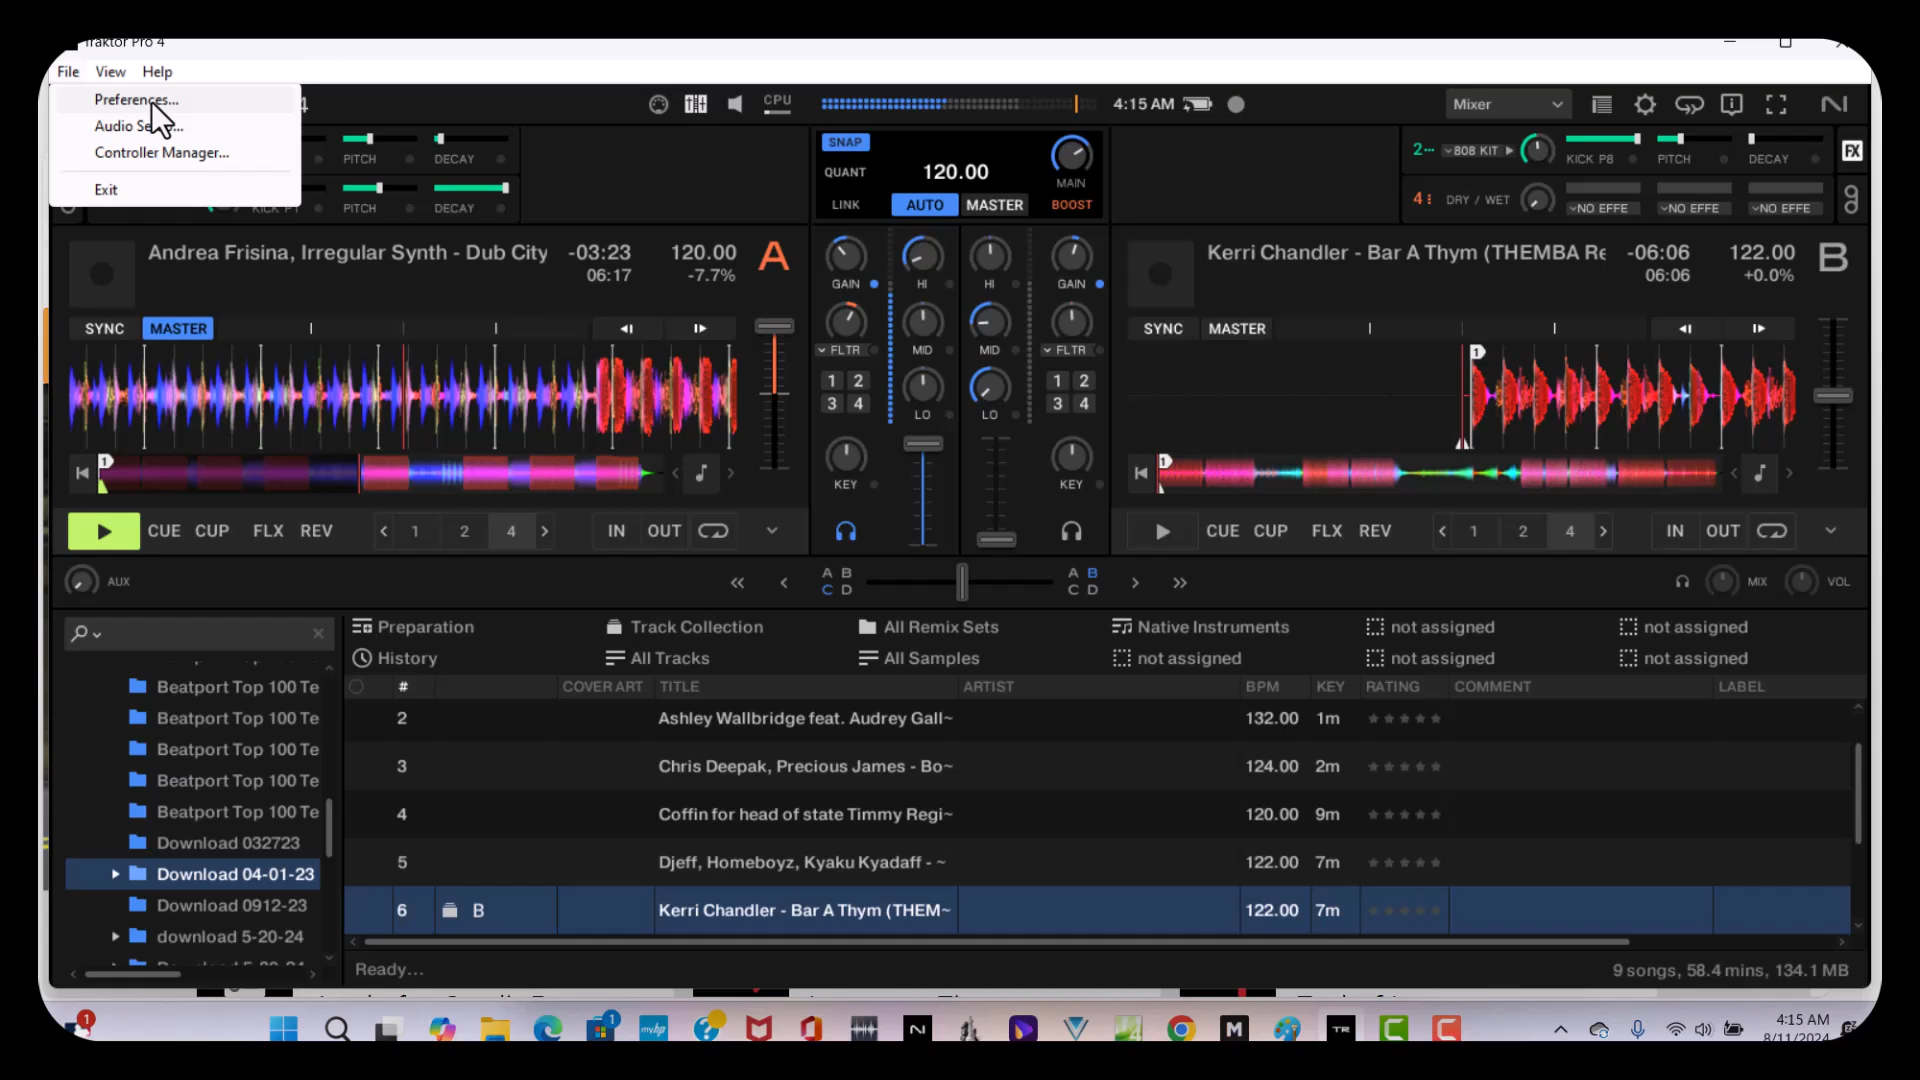 Traktor Pro 4
File View Help
Preferences...
Controller Manager...
Exit
4
CPU
4:15 AM
Mixer
PITCH DECAY
PITCH DECAY
SNAP
QUANT 120.00
LINK AUTO MASTER
MAIN
BOOST
2 808 KIT KICK P8 PITCH DECAY
4 DRY / WET NO EFFE NO EFFE NO EFFE
FX
Andrea Frisina, Irregular Synth - Dub City -03:23 120.00 A
06:17 -7.7%
SYNC MASTER
1
CUE CUP FLX REV 1 2 4 IN OUT
GAIN HI HI GAIN
MID MID
FLTR FLTR
1 2 1 2
3 4 3 4
LO LO
KEY KEY
Kerri Chandler - Bar A Thym (THEMBA Re -06:06 122.00 B
06:06 +0.0%
SYNC MASTER
1
1
CUE CUP FLX REV 1 2 4 IN OUT
AUX
A B A B
C D C D
MIX VOL
Preparation Track Collection All Remix Sets Native Instruments not assigned not assigned
History All Tracks All Samples not assigned not assigned not assigned
Beatport Top 100 Te
Beatport Top 100 Te
Beatport Top 100 Te
Beatport Top 100 Te
Beatport Top 100 Te
Download 032723
Download 04-01-23
Download 0912-23
download 5-20-24
# COVER ART TITLE ARTIST BPM KEY RATING COMMENT LABEL
2 Ashley Wallbridge feat. Audrey Gall~ 132.00 1m
3 Chris Deepak, Precious James - Bo~ 124.00 2m
4 Coffin for head of state Timmy Regi~ 120.00 9m
5 Djeff, Homeboyz, Kyaku Kyadaff - ~ 122.00 7m
6 B Kerri Chandler - Bar A Thym (THEM~ 122.00 7m
Ready... 9 songs, 58.4 mins, 134.1 MB
1
1
myhp
M
TR
4:15 AM
8/11/2024